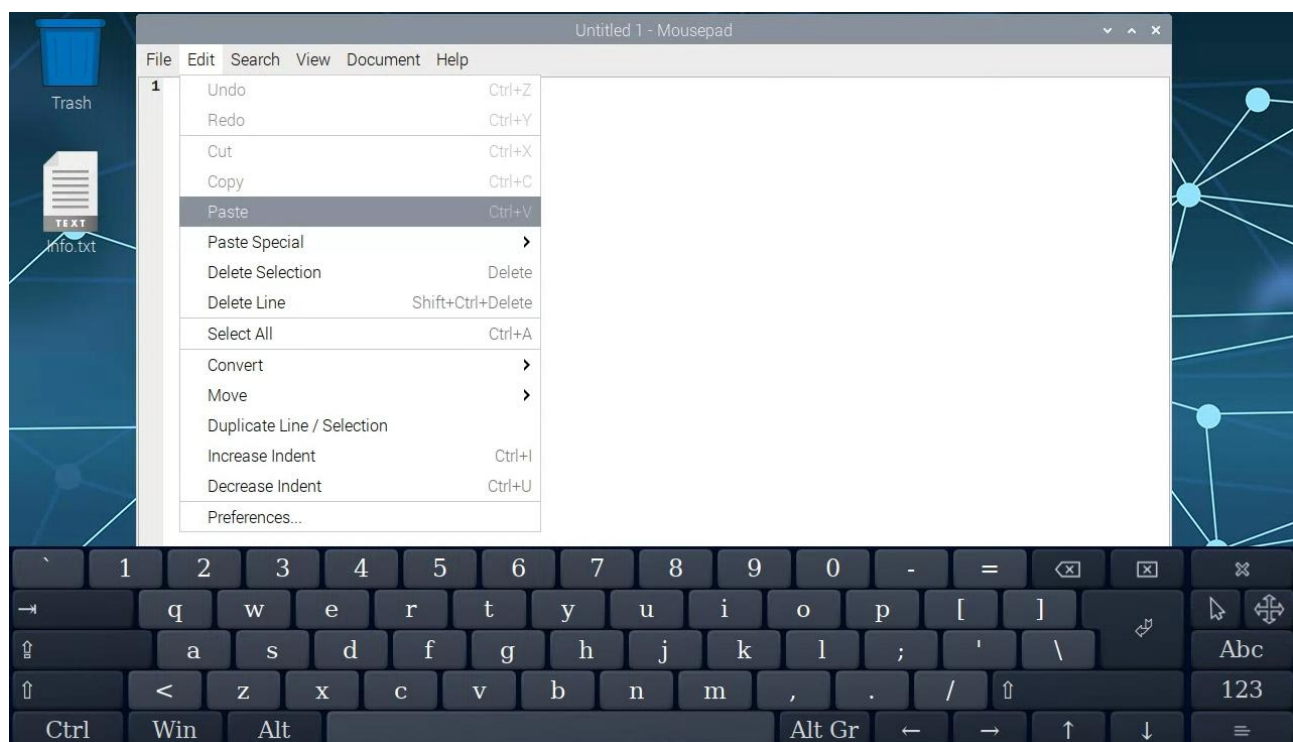 Untitled 1 - Mousepad
File Edit Search View Document Help
Trash
TEXT
Info.txt
1
Undo Ctrl+Z
Redo Ctrl+Y
Cut Ctrl+X
Copy Ctrl+C
Paste Ctrl+V
Paste Special
Delete Selection Delete
Delete Line Shift+Ctrl+Delete
Select All Ctrl+A
Convert
Move
Duplicate Line / Selection
Increase Indent Ctrl+I
Decrease Indent Ctrl+U
Preferences...
` 1 2 3 4 5 6 7 8 9 0 - =
q w e r t y u i o p [ ]
a s d f g h j k l ; ' \ Abc
< z x c v b n m , . / 123
Ctrl Win Alt Alt Gr ← → ↑ ↓